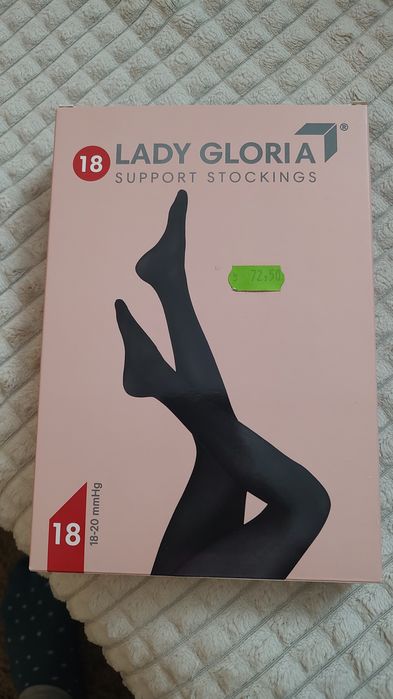 18 LADY GLORIA ®
SUPPORT STOCKINGS
72,50
18
18-20 mmHg